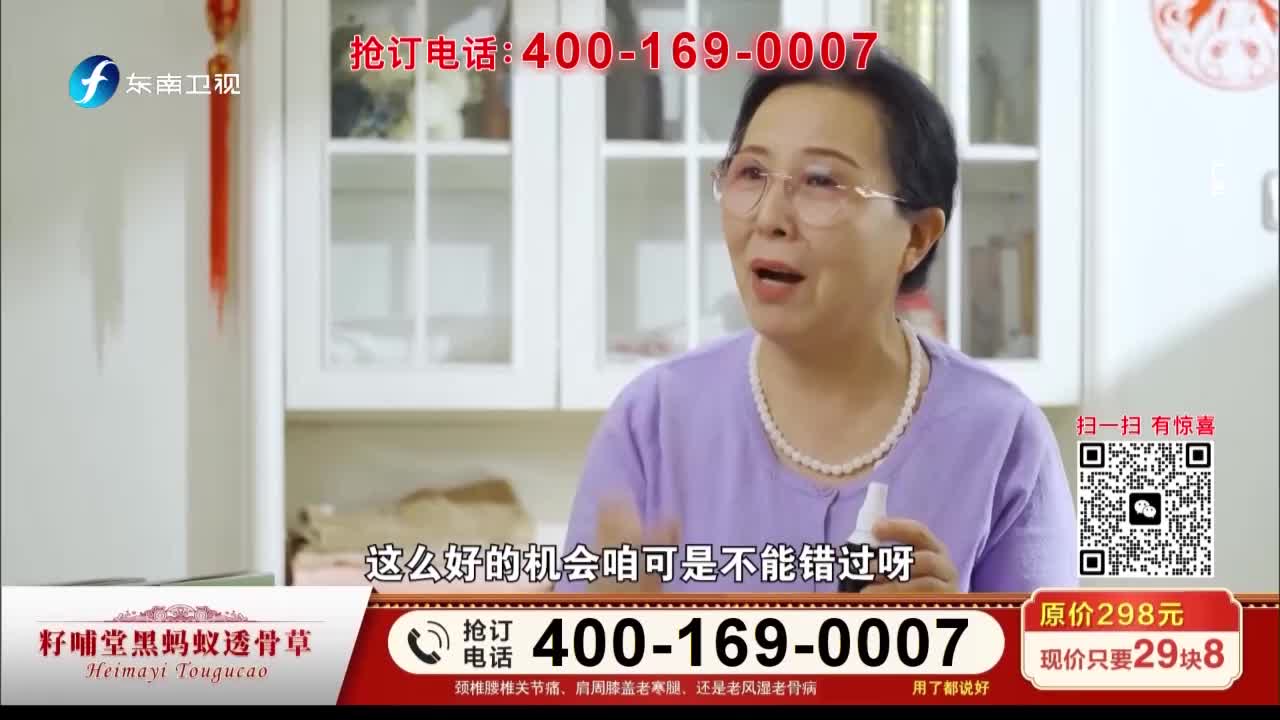 抢订电话:400-169-0007
东南卫视
扫一扫 有惊喜
这么好的机会咱可是不能错过呀
籽哺堂黑蚂蚁透骨草
Heimayi Tougucao
抢订电话
400-169-0007
原价298元
现价只要29块8
颈椎腰椎关节痛、肩周膝盖老寒腿、还是老风湿老骨病
用了都说好